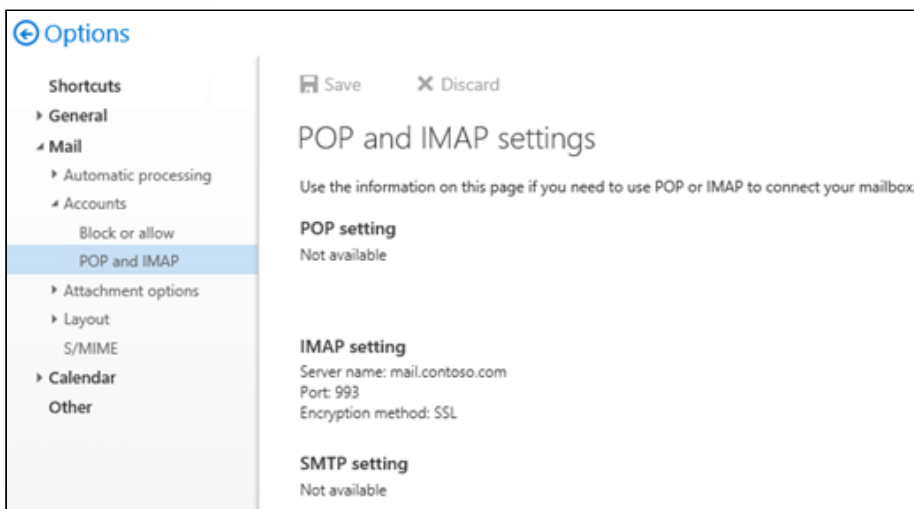 Options
Shortcuts
General
Mail
Automatic processing
Accounts
Block or allow
POP and IMAP
Attachment options
Layout
S/MIME
Calendar
Other
Save Discard
POP and IMAP settings
Use the information on this page if you need to use POP or IMAP to connect your mailbox.
POP setting
Not available
IMAP setting
Server name: mail.contoso.com
Port: 993
Encryption method: SSL
SMTP setting
Not available